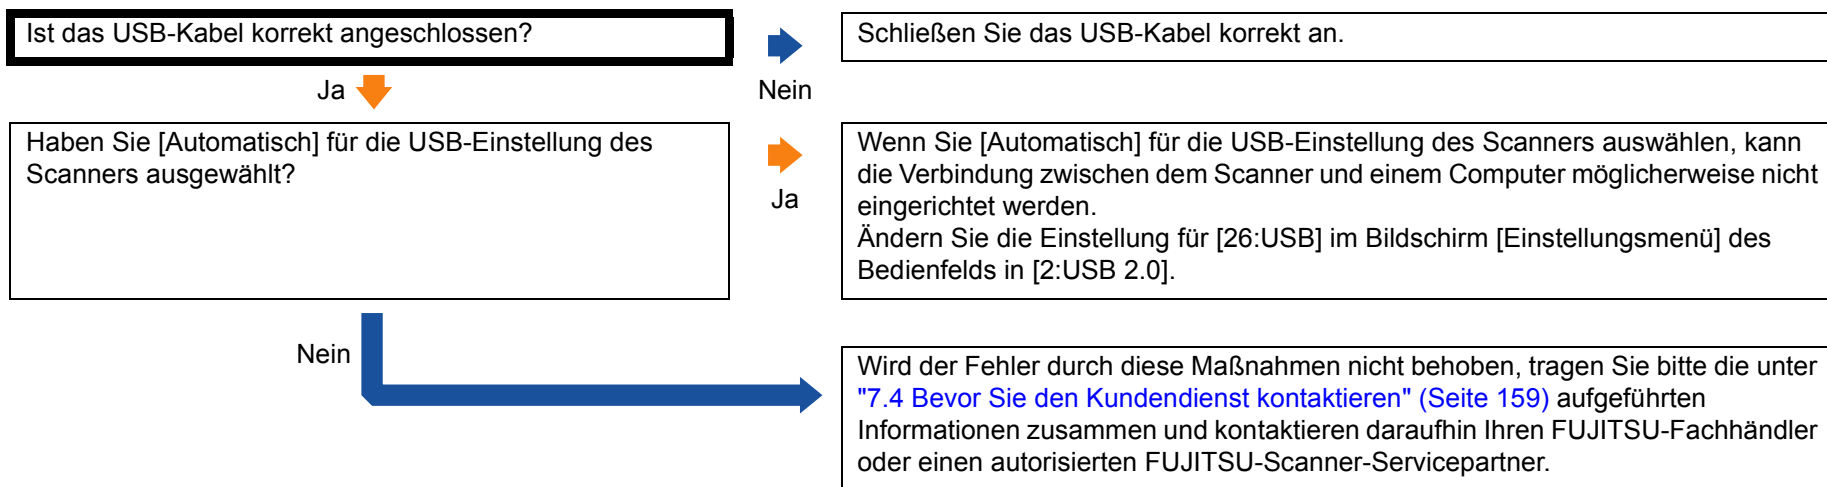 Ist das USB-Kabel korrekt angeschlossen?
Schließen Sie das USB-Kabel korrekt an.
Ja
Nein
Haben Sie [Automatisch] für die USB-Einstellung des
Scanners ausgewählt?
Ja
Wenn Sie [Automatisch] für die USB-Einstellung des Scanners auswählen, kann
die Verbindung zwischen dem Scanner und einem Computer möglicherweise nicht
eingerichtet werden.
Ändern Sie die Einstellung für [26:USB] im Bildschirm [Einstellungsmenü] des
Bedienfelds in [2:USB 2.0].
Nein
Wird der Fehler durch diese Maßnahmen nicht behoben, tragen Sie bitte die unter
"7.4 Bevor Sie den Kundendienst kontaktieren" (Seite 159) aufgeführten
Informationen zusammen und kontaktieren daraufhin Ihren FUJITSU-Fachhändler
oder einen autorisierten FUJITSU-Scanner-Servicepartner.